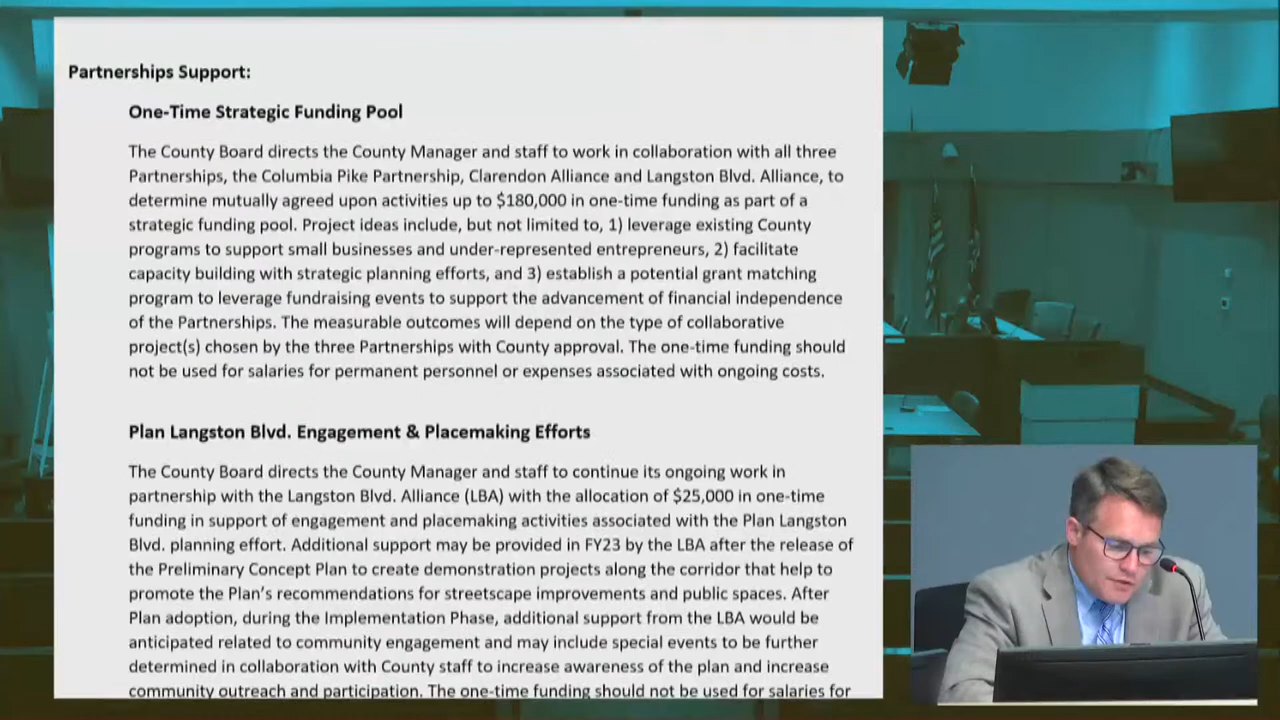 Partnerships Support:
One-Time Strategic Funding Pool
The County Board directs the County Manager and staff to work in collaboration with all three
Partnerships, the Columbia Pike Partnership, Clarendon Alliance and Langston Blvd. Alliance, to
determine mutually agreed upon activities up to $180,000 in one-time funding as part of a
strategic funding pool. Project ideas include, but not limited to, 1) leverage existing County
programs to support small businesses and under-represented entrepreneurs, 2) facilitate
capacity building with strategic planning efforts, and 3) establish a potential grant matching
program to leverage fundraising events to support the advancement of financial independence
of the Partnerships. The measurable outcomes will depend on the type of collaborative
project(s) chosen by the three Partnerships with County approval. The one-time funding should
not be used for salaries for permanent personnel or expenses associated with ongoing costs.
Plan Langston Blvd. Engagement & Placemaking Efforts
The County Board directs the County Manager and staff to continue its ongoing work in
partnership with the Langston Blvd. Alliance (LBA) with the allocation of $25,000 in one-time
funding in support of engagement and placemaking activities associated with the Plan Langston
Blvd. planning effort. Additional support may be provided in FY23 by the LBA after the release of
the Preliminary Concept Plan to create demonstration projects along the corridor that help to
promote the Plan's recommendations for streetscape improvements and public spaces. After
Plan adoption, during the Implementation Phase, additional support from the LBA would be
anticipated related to community engagement and may include special events to be further
determined in collaboration with County staff to increase awareness of the plan and increase
community outreach and participation. The one-time funding should not be used for salaries for